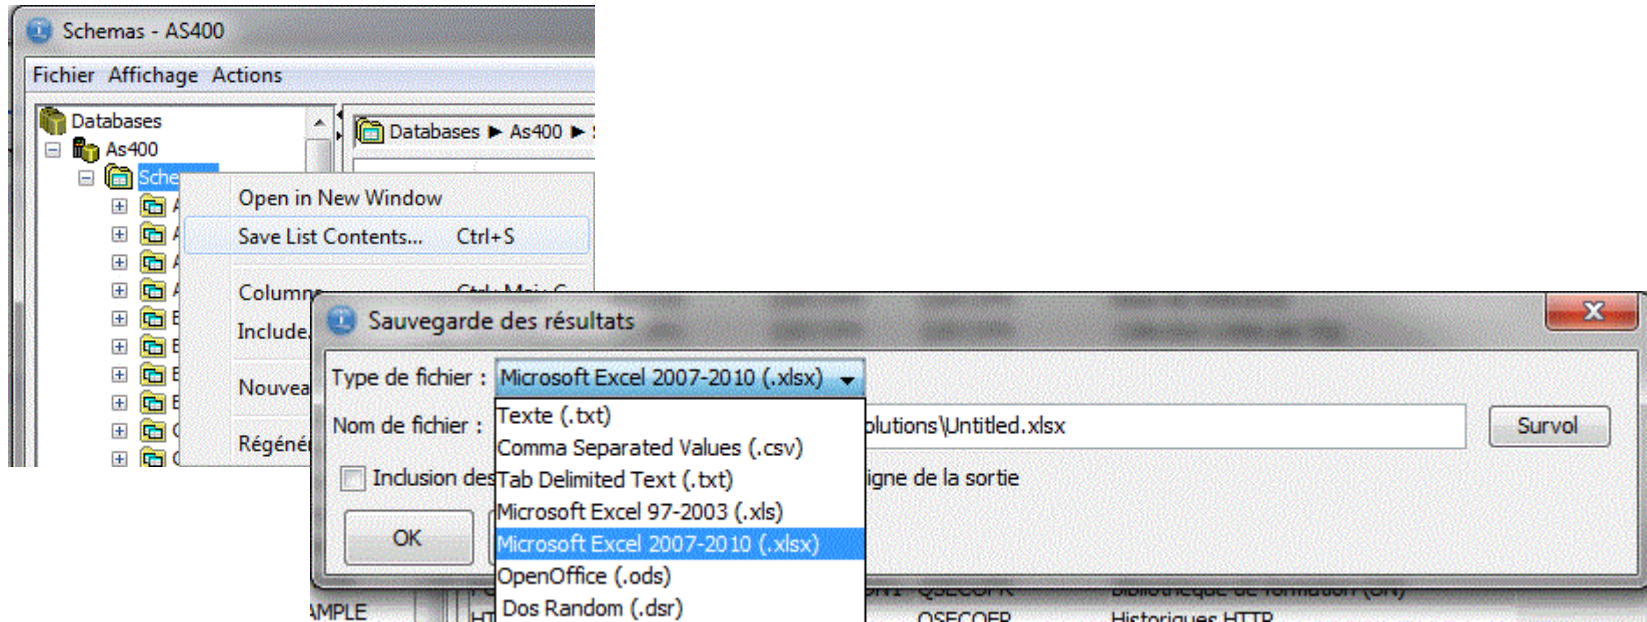 Schemas - AS400
Fichier Affichage Actions
Databases
As400
Databases ► As400 ►
Open in New Window
Save List Contents... Ctrl+S
Sauvegarde des résultats
Type de fichier : Microsoft Excel 2007-2010 (.xlsx)
Nom de fichier : \Untitled.xlsx Survol
Texte (.txt)
Comma Separated Values (.csv)
Inclusion des igne de la sortie
Tab Delimited Text (.txt)
Microsoft Excel 97-2003 (.xls)
OK
Microsoft Excel 2007-2010 (.xlsx)
OpenOffice (.ods)
Dos Random (.dsr)
QSECOFR
Historiques HTTP